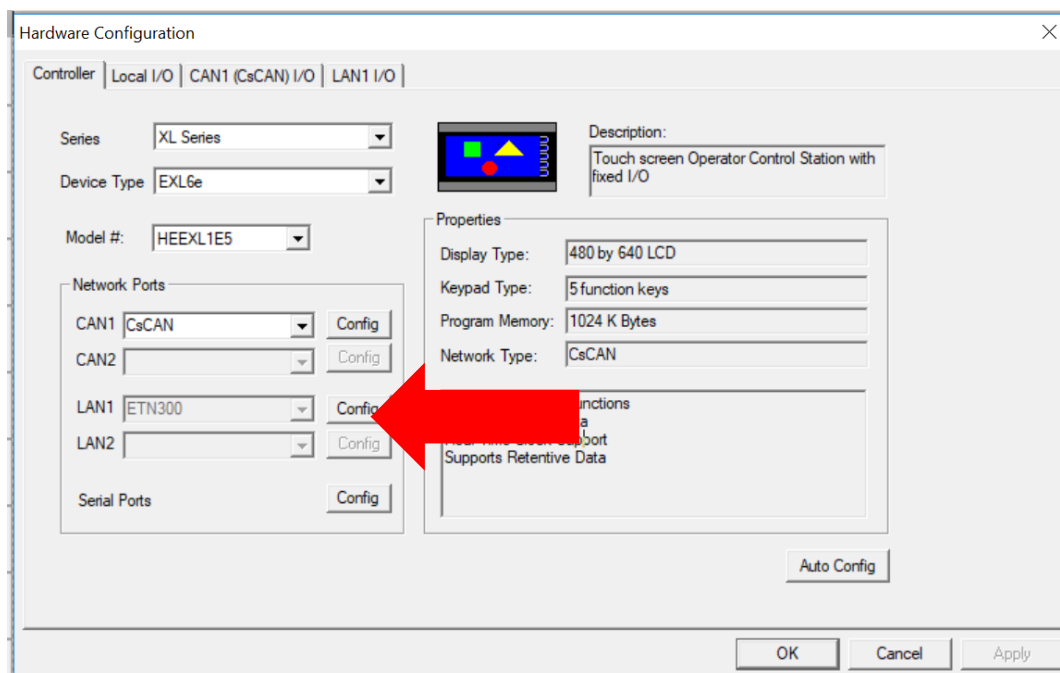 Hardware Configuration
Controller
Local I/O
CAN1 (CsCAN) I/O
LAN1 I/O
Series
XL Series
Device Type
EXL6e
Model #:
HEEXL1E5
Description:
Touch screen Operator Control Station with
fixed I/O
Network Ports
CAN1
CsCAN
Config
CAN2
Config
LAN1
ETN300
Config
LAN2
Config
Serial Ports
Config
Properties
Display Type:
480 by 640 LCD
Keypad Type:
5 function keys
Program Memory:
1024 K Bytes
Network Type:
CsCAN
Support
Supports Retentive Data
Auto Config
OK
Cancel
Apply